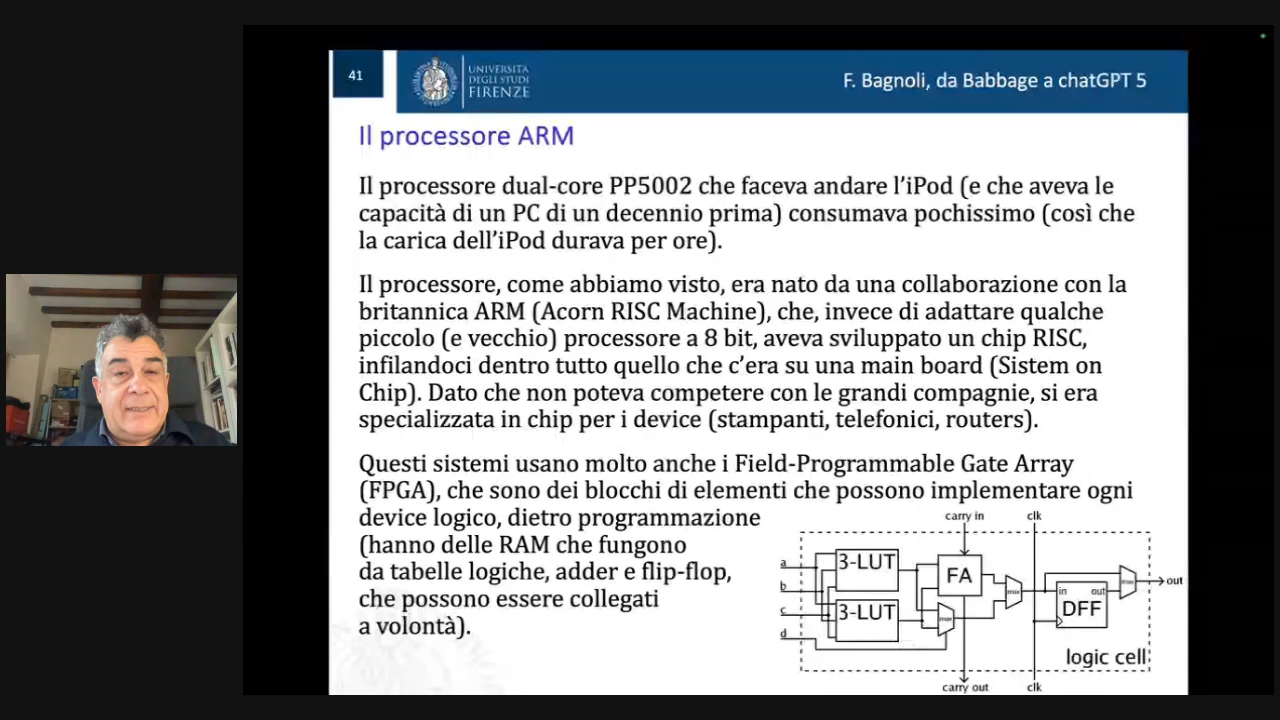 41
UNIVERSITÀ
DEGLI STUDI
FIRENZE
F. Bagnoli, da Babbage a chatGPT 5
Il processore ARM
Il processore dual-core PP5002 che faceva andare l'iPod (e che aveva le
capacità di un PC di un decennio prima) consumava pochissimo (così che
la carica dell'iPod durava per ore).
Il processore, come abbiamo visto, era nato da una collaborazione con la
britannica ARM (Acorn RISC Machine), che, invece di adattare qualche
piccolo (e vecchio) processore a 8 bit, aveva sviluppato un chip RISC,
infilandoci dentro tutto quello che c'era su una main board (Sistem on
Chip). Dato che non poteva competere con le grandi compagnie, si era
specializzata in chip per i device (stampanti, telefonici, routers).
Questi sistemi usano molto anche i Field-Programmable Gate Array
(FPGA), che sono dei blocchi di elementi che possono implementare ogni
device logico, dietro programmazione
(hanno delle RAM che fungono
da tabelle logiche, adder e flip-flop,
che possono essere collegati
a volontà).
carry in
clk
a
b
c
d
3-LUT
3-LUT
FA
mux
mux
in
out
DFF
mux
out
logic cell
carry out
clk